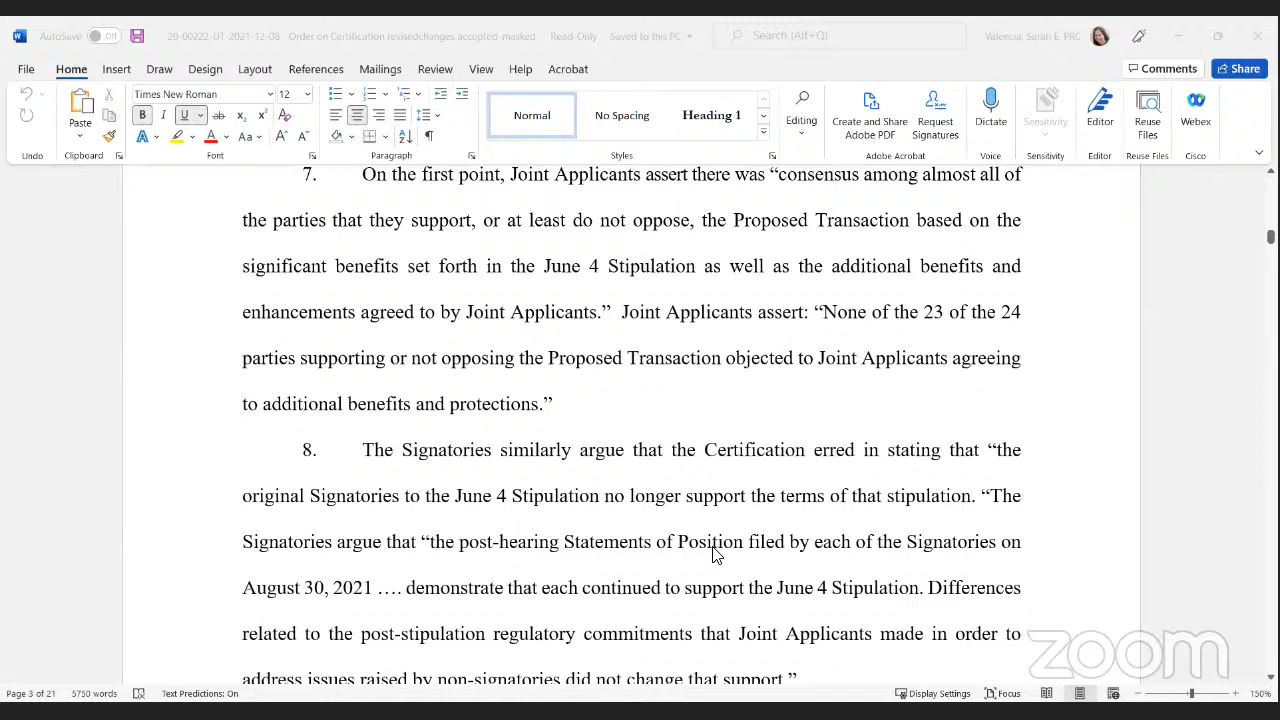 AutoSave Off 20-00222-UT 2021-12-08 Order on Certification revisedchanges accepted-masked Read-Only Saved to this PC Search (Alt+Q) Valencia, Sarah E. PRC
File Home Insert Draw Design Layout References Mailings Review View Help Acrobat Comments Share
Times New Roman 12
Paste
Normal No Spacing Heading 1
Editing
Create and Share Adobe PDF
Request Signatures
Dictate
Sensitivity
Editor
Reuse Files
Webex
Undo Clipboard Font Paragraph Styles Adobe Acrobat Voice Sensitivity Editor Reuse Files Cisco
7. On the first point, Joint Applicants assert there was “consensus among almost all of
the parties that they support, or at least do not oppose, the Proposed Transaction based on the
significant benefits set forth in the June 4 Stipulation as well as the additional benefits and
enhancements agreed to by Joint Applicants.” Joint Applicants assert: “None of the 23 of the 24
parties supporting or not opposing the Proposed Transaction objected to Joint Applicants agreeing
to additional benefits and protections.”
8. The Signatories similarly argue that the Certification erred in stating that “the
original Signatories to the June 4 Stipulation no longer support the terms of that stipulation. “The
Signatories argue that “the post-hearing Statements of Position filed by each of the Signatories on
August 30, 2021 …. demonstrate that each continued to support the June 4 Stipulation. Differences
related to the post-stipulation regulatory commitments that Joint Applicants made in order to
address issues raised by non-signatories did not change that support.”
zoom
Page 3 of 21 5750 words Text Predictions: On Display Settings Focus 150%